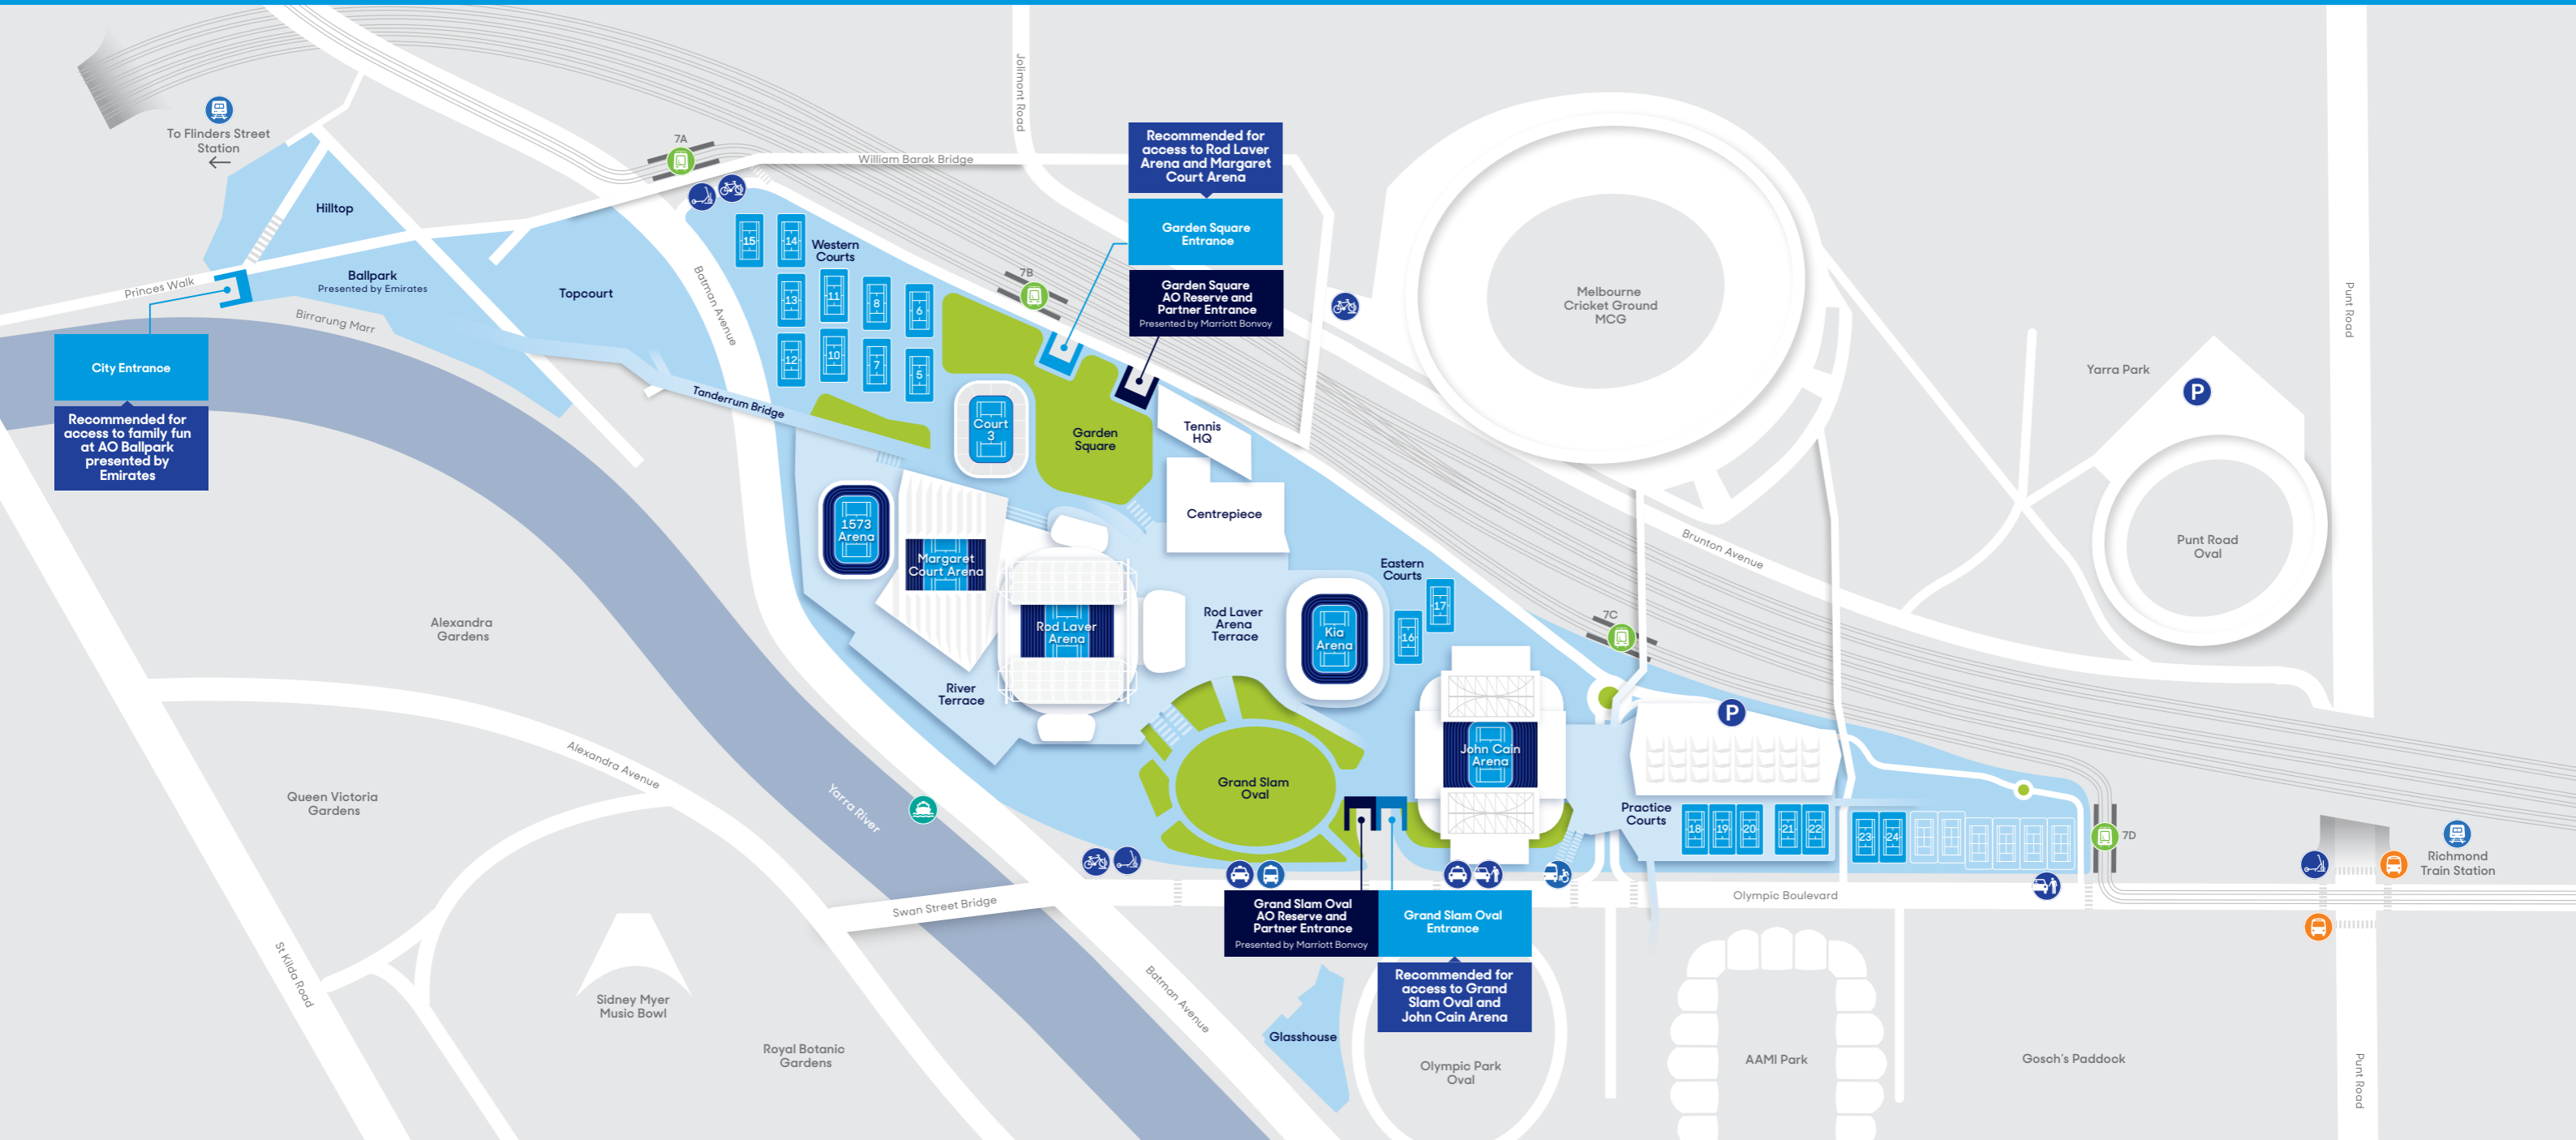 To Flinders Street
Station
7A
Jolimont Road
William Barak Bridge
Recommended for
access to Rod Laver
Arena and Margaret
Court Arena
Garden Square
Entrance
Garden Square
AO Reserve and
Partner Entrance
Presented by Marriott Bonvoy
7B
Hilltop
Princes Walk
Ballpark
Presented by Emirates
Birrarung Marr
Topcourt
Batman Avenue
City Entrance
Recommended for
access to family fun
at AO Ballpark
presented by
Emirates
Tanderrum Bridge
Western
Courts
15
14
13
11
8
6
12
10
7
5
Court
3
Garden
Square
Tennis
HQ
Centrepiece
1573
Arena
Margaret
Court Arena
Rod Laver
Arena
Rod Laver
Arena
Terrace
River
Terrace
Kia
Arena
Eastern
Courts
17
16
7C
John Cain
Arena
Grand Slam
Oval
P
Practice
Courts
18
19
20
21
22
23
24
7D
Melbourne
Cricket Ground
MCG
Brunton Avenue
Yarra Park
P
Punt Road
Oval
Punt Road
Richmond
Train Station
Olympic Boulevard
Alexandra
Gardens
Queen Victoria
Gardens
Alexandra Avenue
Yarra River
St Kilda Road
Sidney Myer
Music Bowl
Royal Botanic
Gardens
Swan Street Bridge
Batman Avenue
Grand Slam Oval
AO Reserve and
Partner Entrance
Presented by Marriott Bonvoy
Grand Slam Oval
Entrance
Recommended for
access to Grand
Slam Oval and
John Cain Arena
Glasshouse
Olympic Park
Oval
AAMI Park
Gosch's Paddock
Punt Road